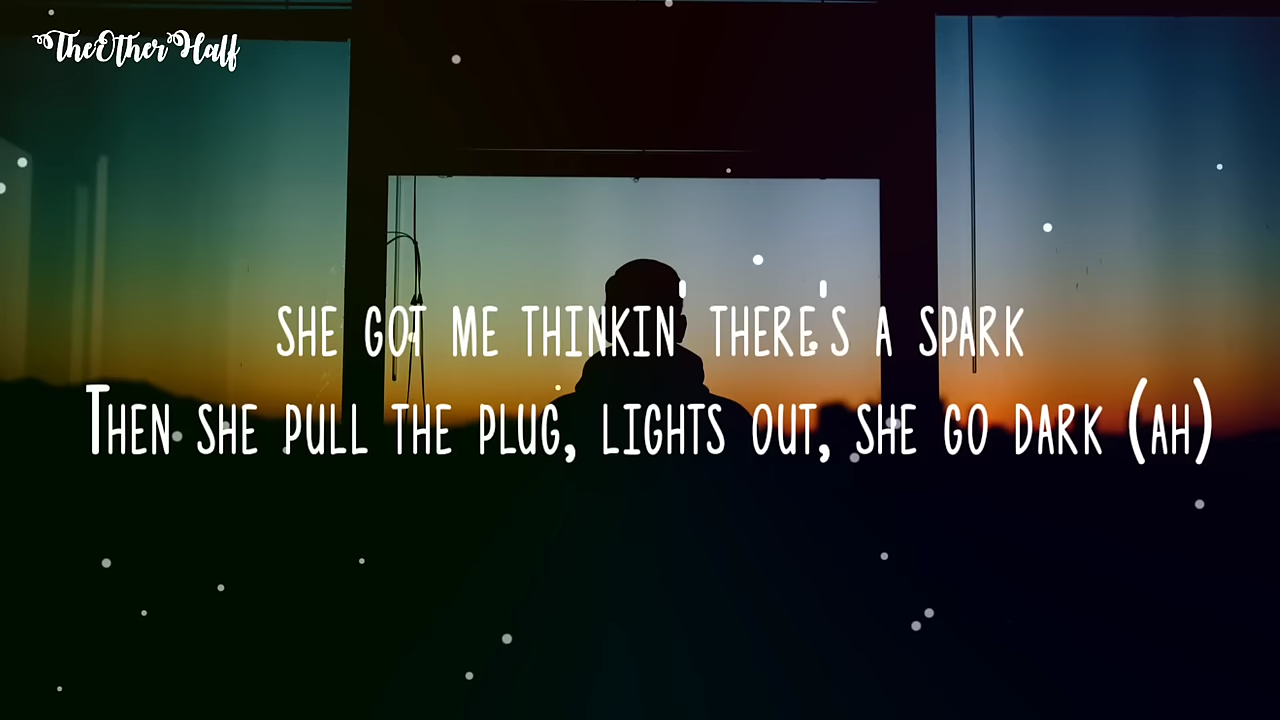 TheOtherHalf
SHE GOT ME THINKIN' THERE'S A SPARK
THEN SHE PULL THE PLUG, LIGHTS OUT, SHE GO DARK (AH)